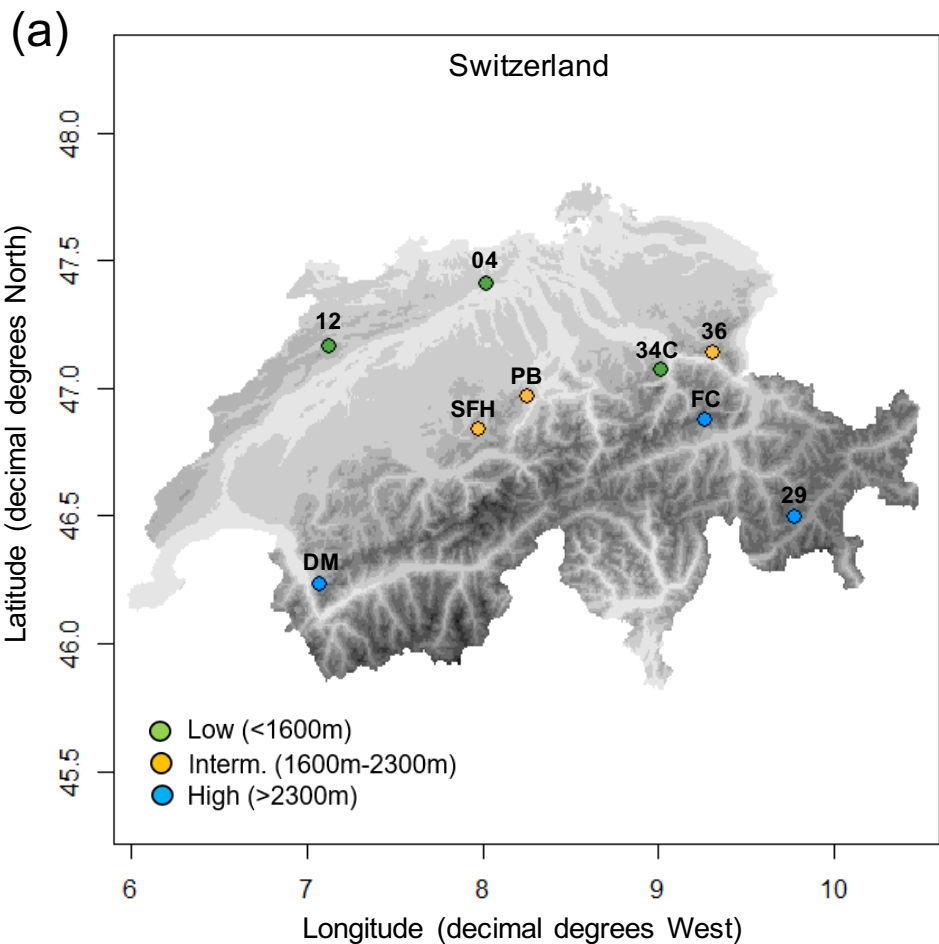 (a)
Switzerland
Latitude (decimal degrees North)
48.0
47.5
47.0
46.5
46.0
45.5
04
12
36
34C
PB
FC
SFH
29
DM
Low (<1600m)
Interm. (1600m-2300m)
High (>2300m)
6 7 8 9 10
Longitude (decimal degrees West)